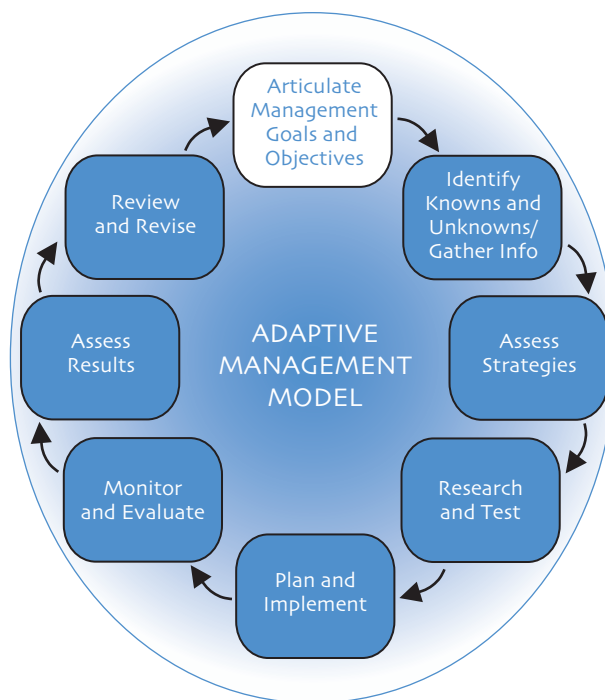 Articulate
Management
Goals and
Objectives
Identify
Knowns and
Unknowns/
Gather Info
Assess
Strategies
Research
and Test
Plan and
Implement
Monitor
and Evaluate
Assess
Results
Review
and Revise
ADAPTIVE
MANAGEMENT
MODEL